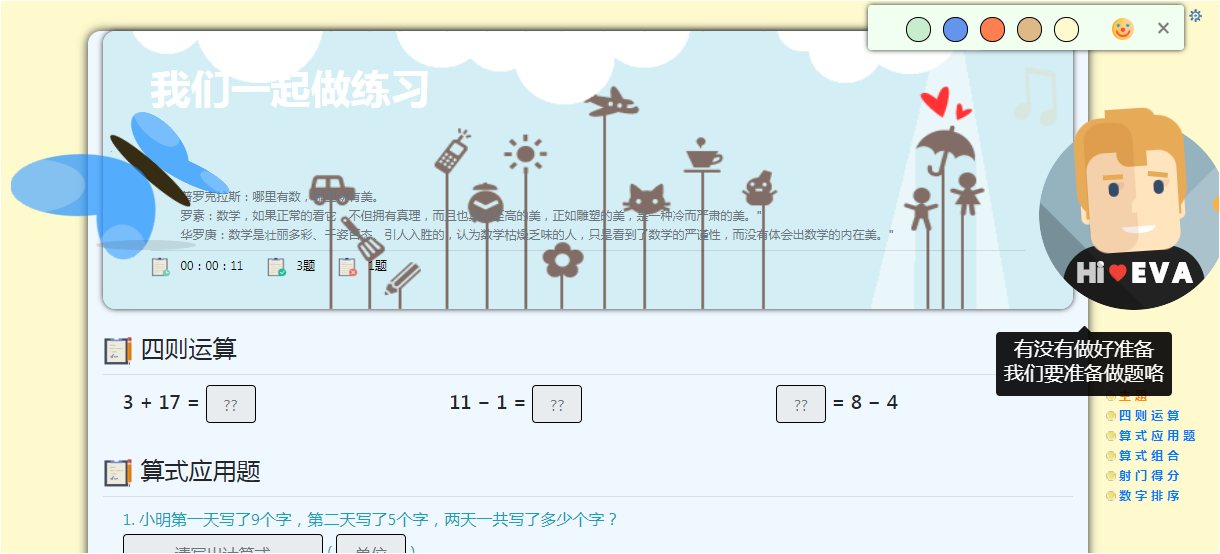 我们一起做练习
普罗克拉斯：哪里有数，哪里就有美。
罗素：数学，如果正常的看它，不但拥有真理，而且也具有至高的美，正如雕塑的美，是一种冷而严肃的美。"
华罗庚：数学是壮丽多彩、千姿百态、引人入胜的，认为数学枯燥乏味的人，只是看到了数学的严谨性，而没有体会出数学的内在美。"
00:00:11 3题 1题
Hi EVA
有没有做好准备
我们要准备做题咯
四则运算
3 + 17 = ??
11 - 1 = ??
?? = 8 - 4
主题
四则运算
算式应用题
算式组合
射门得分
数字排序
算式应用题
1. 小明第一天写了9个字，第二天写了5个字，两天一共写了多少个字？
请写出计算式 ( 单位 )